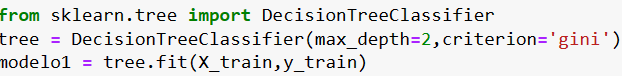 from sklearn.tree import DecisionTreeClassifier
tree = DecisionTreeClassifier(max_depth=2,criterion='gini')
modelo1 = tree.fit(X_train,y_train)